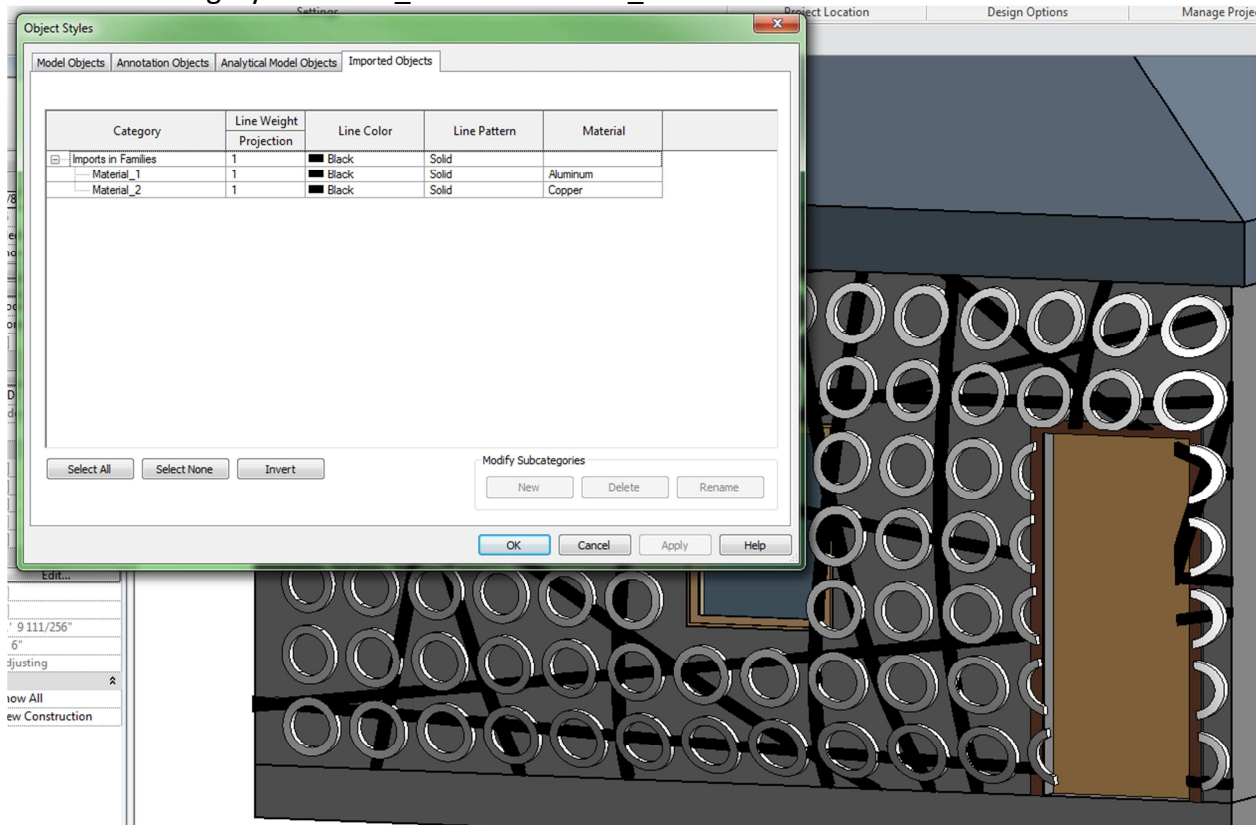 Settings
Project Location
Design Options
Manage Proje
Object Styles
Model Objects Annotation Objects Analytical Model Objects Imported Objects
Category Line Weight Line Color Line Pattern Material
Projection
Imports in Families 1 Black Solid
Material_1 1 Black Solid Aluminum
Material_2 1 Black Solid Copper
Select All Select None Invert
Modify Subcategories
New Delete Rename
OK Cancel Apply Help
Edit...
' 9 111/256"
6"
djusting
how All
ew Construction